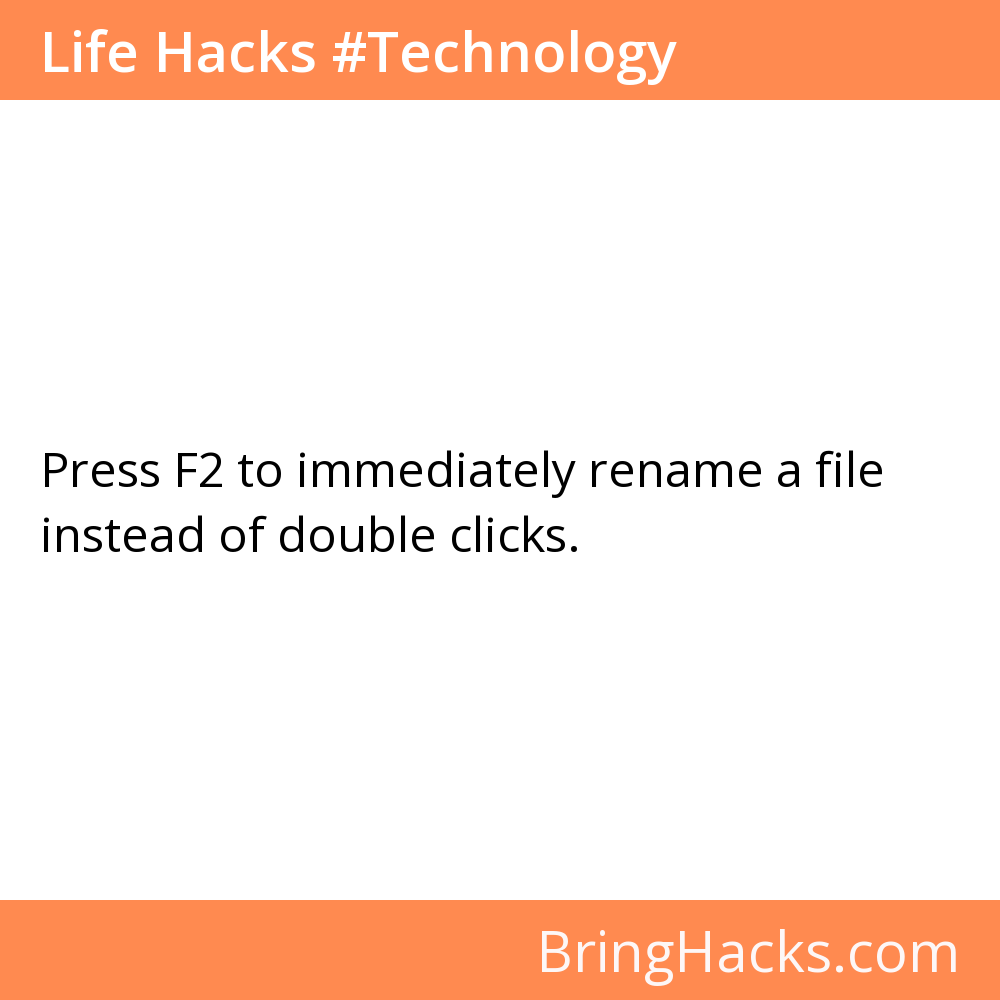 Life Hacks #Technology
Press F2 to immediately rename a file
instead of double clicks.
BringHacks.com